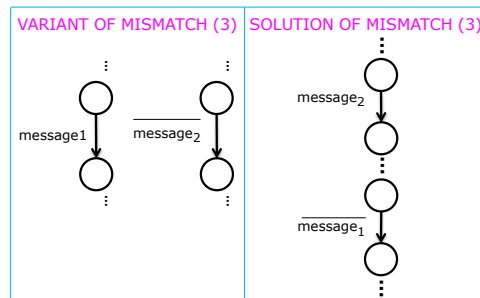 VARIANT OF MISMATCH (3)
message1
message₂
SOLUTION OF MISMATCH (3)
message₂
message₁